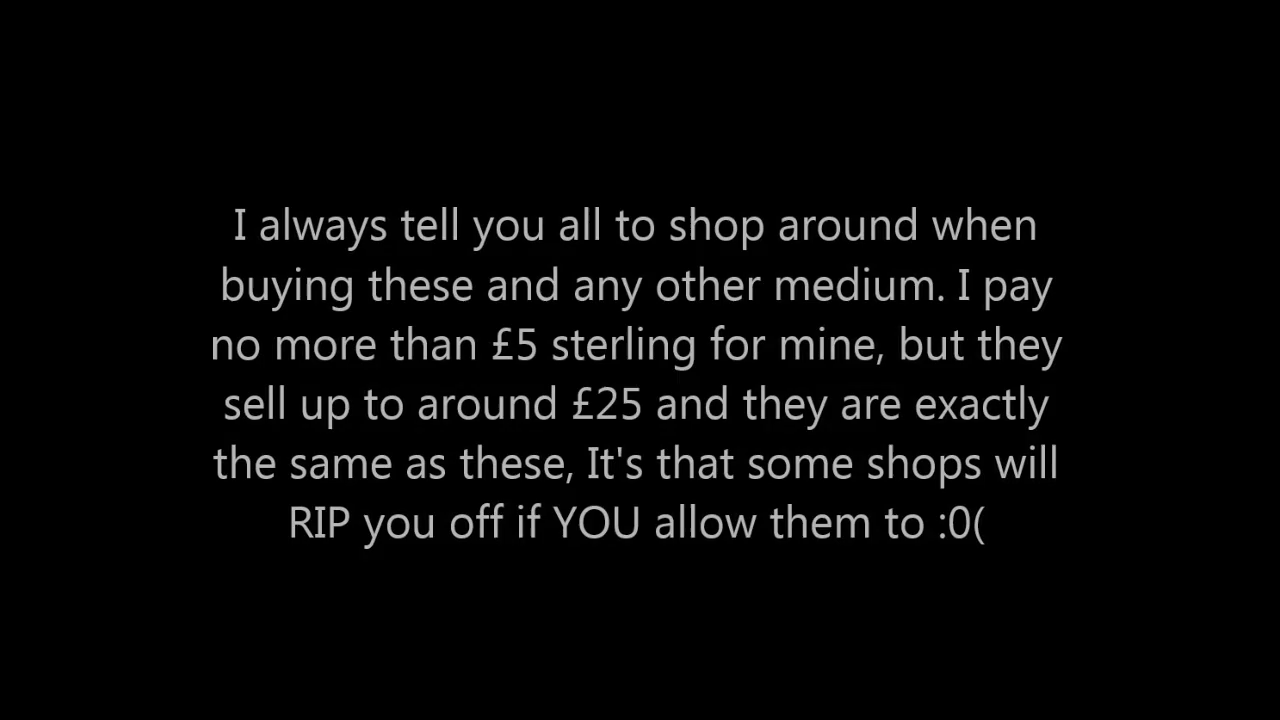 I always tell you all to shop around when
buying these and any other medium. I pay
no more than £5 sterling for mine, but they
sell up to around £25 and they are exactly
the same as these, It's that some shops will
RIP you off if YOU allow them to :0(